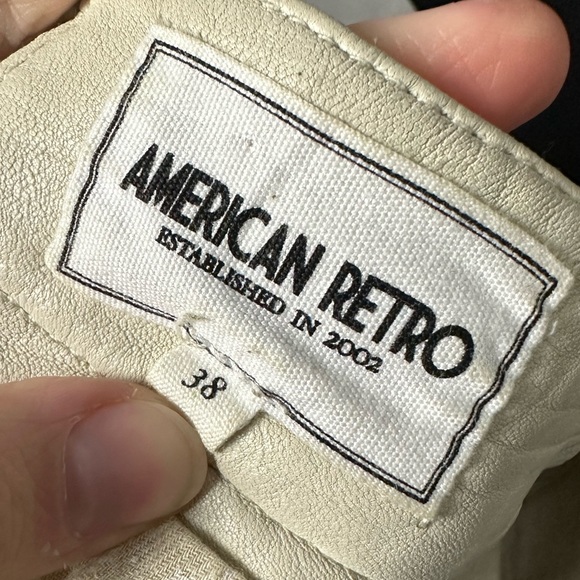 AMERICAN RETRO
ESTABLISHED IN 2002
38